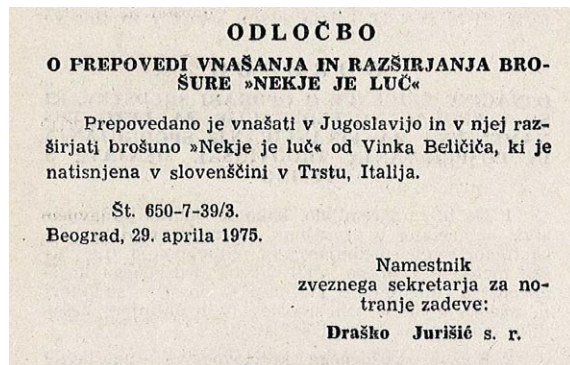 ODLOČBO
O PREPOVEDI VNAŠANJA IN RAZŠIRJANJA BRO-
ŠURE »NEKJE JE LUČ«
Prepovedano je vnašati v Jugoslavijo in v njej raz-
širjati brošuno »Nekje je luč« od Vinka Beličiča, ki je
natisnjena v slovenščini v Trstu, Italija.
Št. 650-7-39/3.
Beograd, 29. aprila 1975.
Namestnik
zveznega sekretarja za no-
tranje zadeve:
Draško Jurišić s. r.